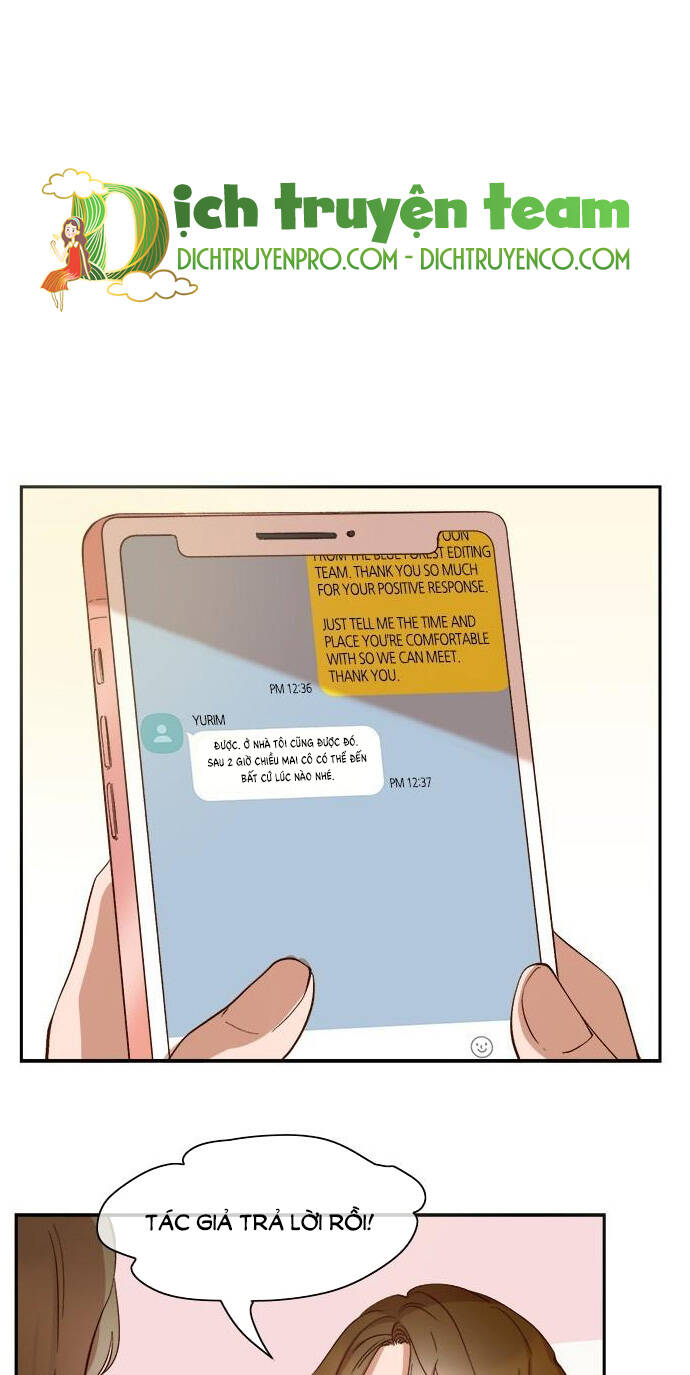 Dịch truyện team
DICHTRUYENPRO.COM - DICHTRUYENCO.COM
FROM THE BLUE FOREST EDITING
TEAM. THANK YOU SO MUCH
FOR YOUR POSITIVE RESPONSE.
JUST TELL ME THE TIME AND
PLACE YOU'RE COMFORTABLE
WITH SO WE CAN MEET.
THANK YOU.
PM 12:36
YURIM
ĐƯỢC. Ở NHÀ TÔI CŨNG ĐƯỢC ĐÓ.
SAU 2 GIỜ CHIỀU MAI CÔ CÓ THỂ ĐẾN
BẤT CỨ LÚC NÀO NHÉ.
PM 12:37
TÁC GIẢ TRẢ LỜI RỒI!